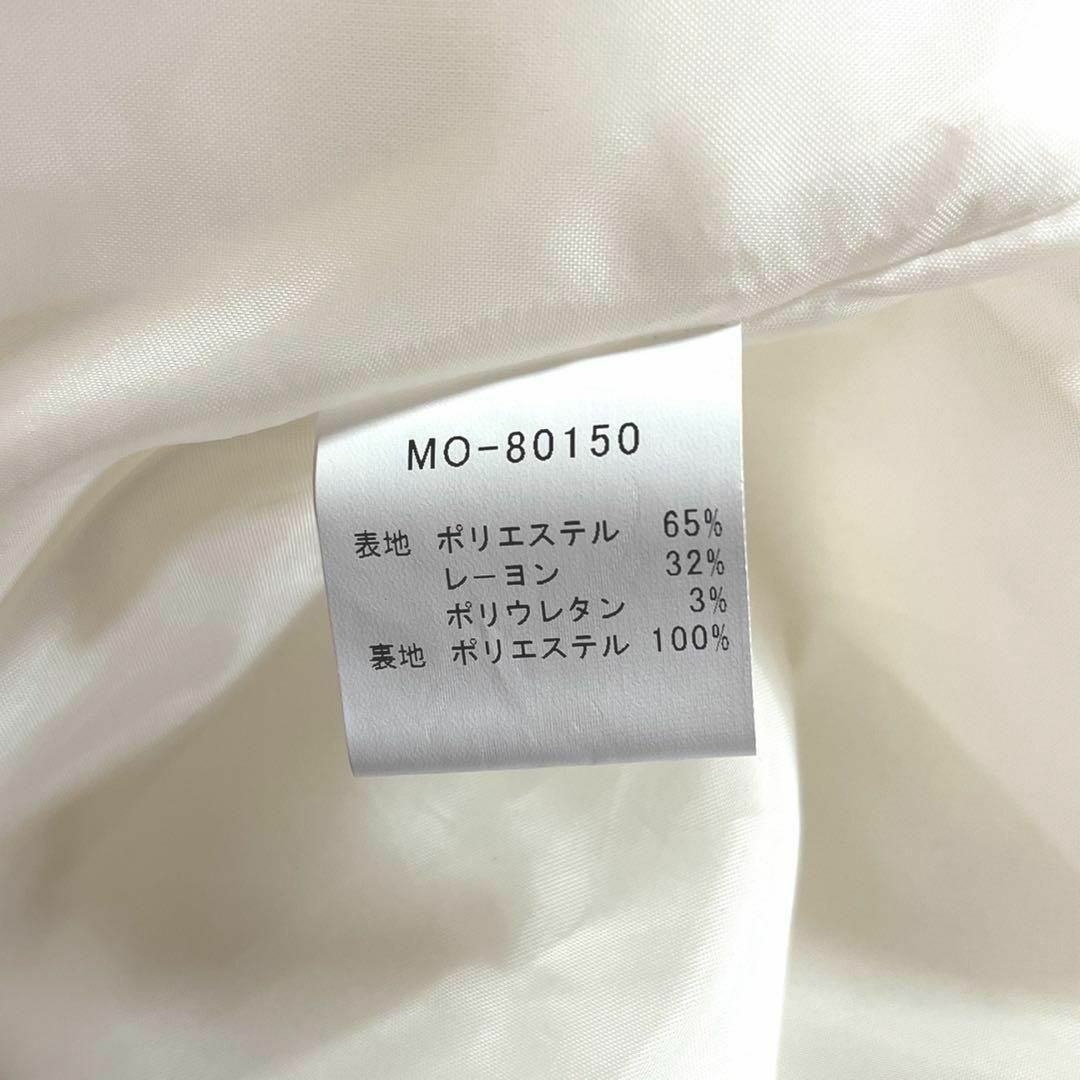 MO-80150
表地 ポリエステル 65%
レーヨン 32%
ポリウレタン 3%
裏地 ポリエステル 100%